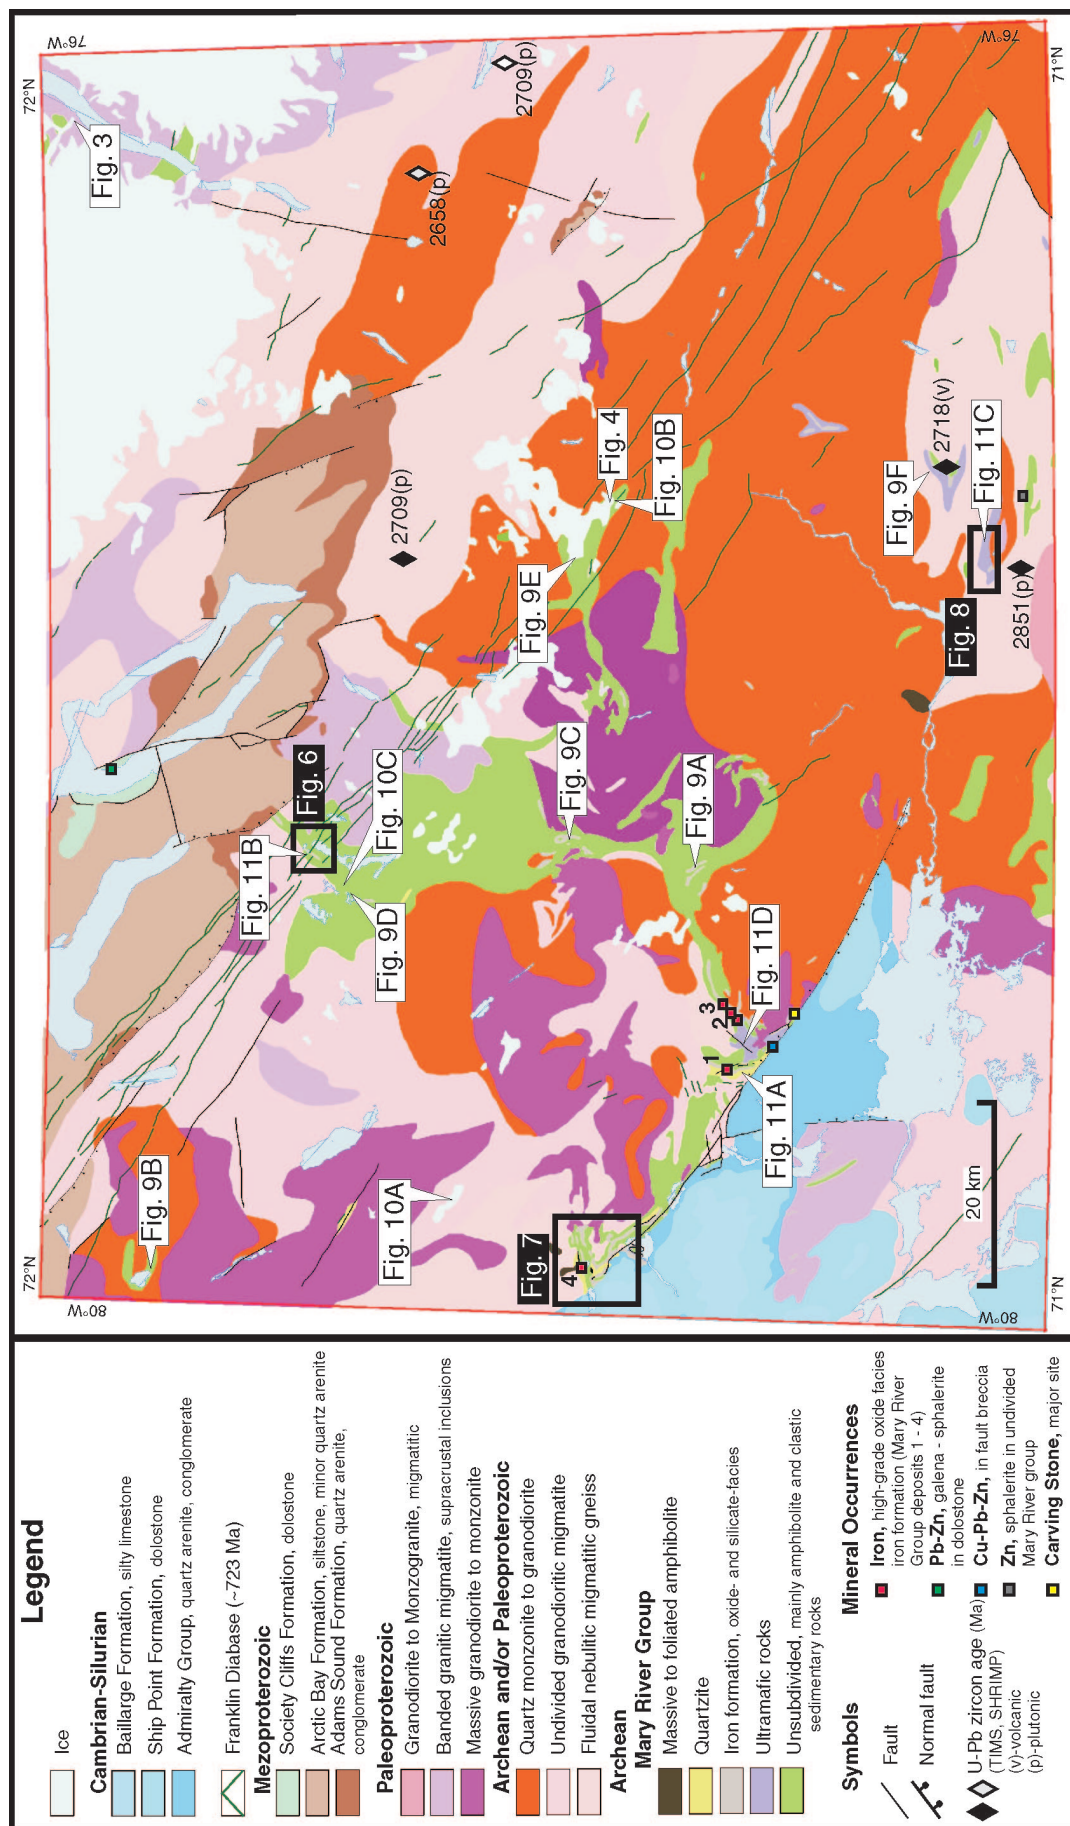 Legend
Ice
Cambrian-Silurian
Baillarge Formation, silty limestone
Ship Point Formation, dolostone
Admiralty Group, quartz arenite, conglomerate
Franklin Diabase (~723 Ma)
Mezoproterozoic
Society Cliffs Formation, dolostone
Arctic Bay Formation, siltstone, minor quartz arenite
Adams Sound Formation, quartz arenite,
conglomerate
Paleoproterozoic
Granodiorite to Monzogranite, migmatitic
Banded granitic migmatite, supracrustal inclusions
Massive granodiorite to monzonite
Archean and/or Paleoproterozoic
Quartz monzonite to granodiorite
Undivided granodioritic migmatite
Fluidal nebulitic migmatitic gneiss
Archean
Mary River Group
Massive to foliated amphibolite
Quartzite
Iron formation, oxide- and silicate-facies
Ultramafic rocks
Unsubdivided, mainly amphibolite and clastic
sedimentary rocks
Symbols
Fault
Normal fault
U-Pb zircon age (Ma)
(TIMS, SHRIMP)
(v)-volcanic
(p)-plutonic
Mineral Occurrences
Iron, high-grade oxide facies
iron formation (Mary River
Group deposits 1 - 4)
Pb-Zn, galena - sphalerite
in dolostone
Cu-Pb-Zn, in fault breccia
Zn, sphalerite in undivided
Mary River group
Carving Stone, major site
72°N
72°N
80°W
76°W
Fig. 3
Fig. 9B
Fig. 6
Fig. 11B
Fig. 10C
Fig. 9D
2709(p)
2658(p)
2709(p)
Fig. 10A
Fig. 7
4
Fig. 9C
Fig. 9E
Fig. 4
Fig. 10B
Fig. 9A
1
2
3
Fig. 11D
Fig. 11A
Fig. 9F
2718(v)
Fig. 11C
Fig. 8
2851(p)
20 km
80°W
76°W
71°N
71°N